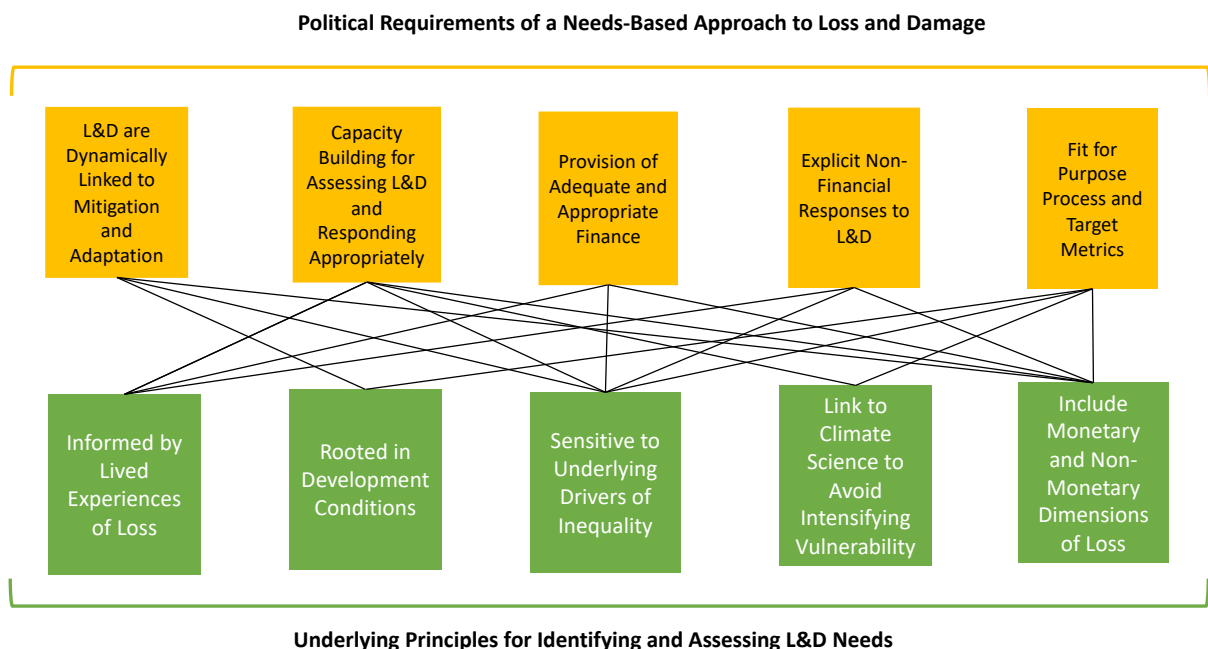 Political Requirements of a Needs-Based Approach to Loss and Damage
L&D are
Dynamically
Linked to
Mitigation
and
Adaptation
Capacity
Building for
Assessing L&D
and
Responding
Appropriately
Provision of
Adequate and
Appropriate
Finance
Explicit Non-
Financial
Responses to
L&D
Fit for
Purpose
Process and
Target
Metrics
Informed by
Lived
Experiences
of Loss
Rooted in
Development
Conditions
Sensitive to
Underlying
Drivers of
Inequality
Link to
Climate
Science to
Avoid
Intensifying
Vulnerability
Include
Monetary
and Non-
Monetary
Dimensions
of Loss
Underlying Principles for Identifying and Assessing L&D Needs